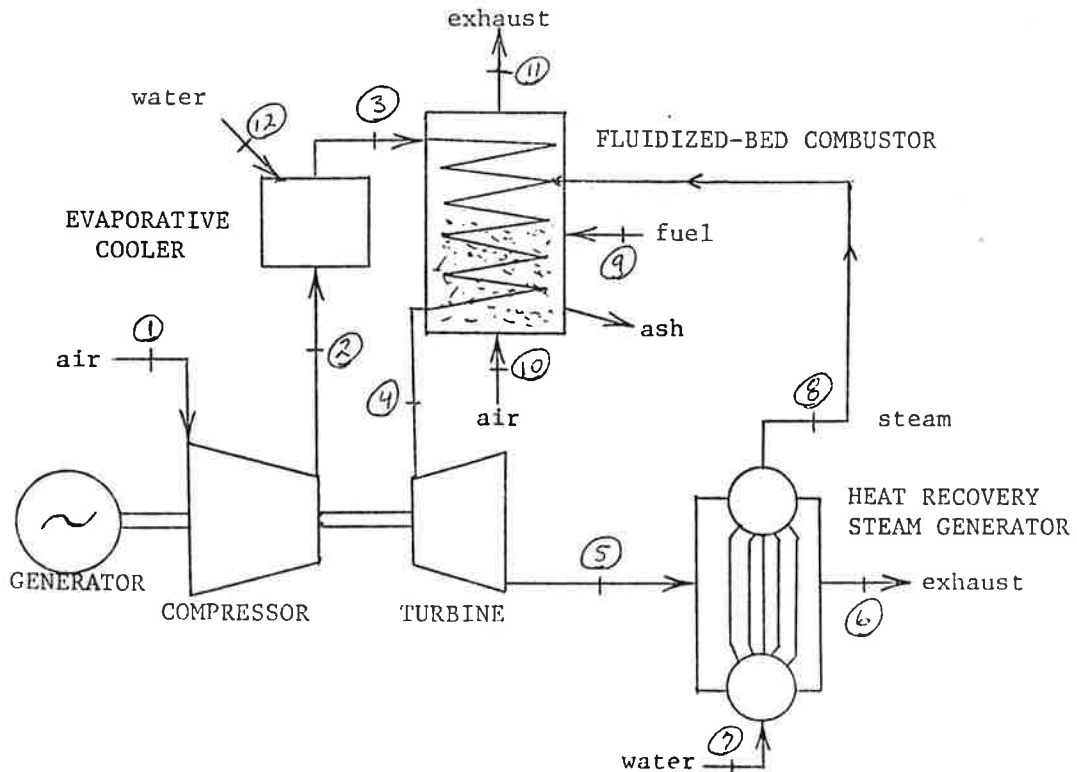 exhaust
11
water
3
12
FLUIDIZED-BED COMBUSTOR
EVAPORATIVE
COOLER
fuel
9
1
ash
air
2
10
4
air
8
steam
HEAT RECOVERY
STEAM GENERATOR
5
GENERATOR
COMPRESSOR
TURBINE
exhaust
6
7
water